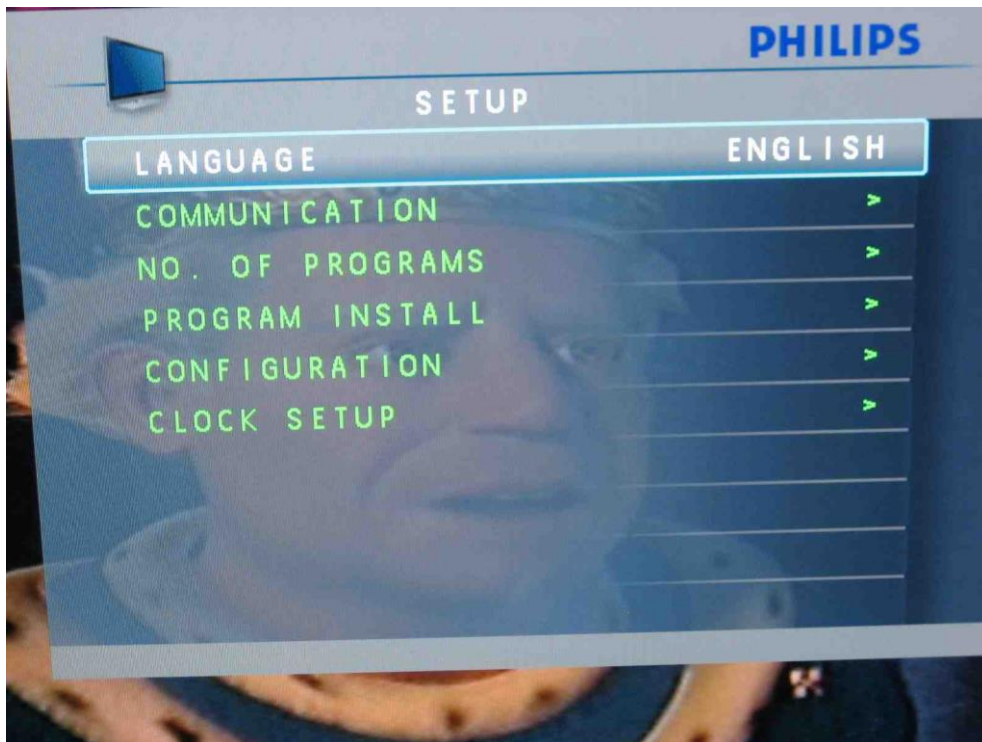 PHILIPS
SETUP
LANGUAGE ENGLISH
COMMUNICATION >
NO. OF PROGRAMS >
PROGRAM INSTALL >
CONFIGURATION >
CLOCK SETUP >